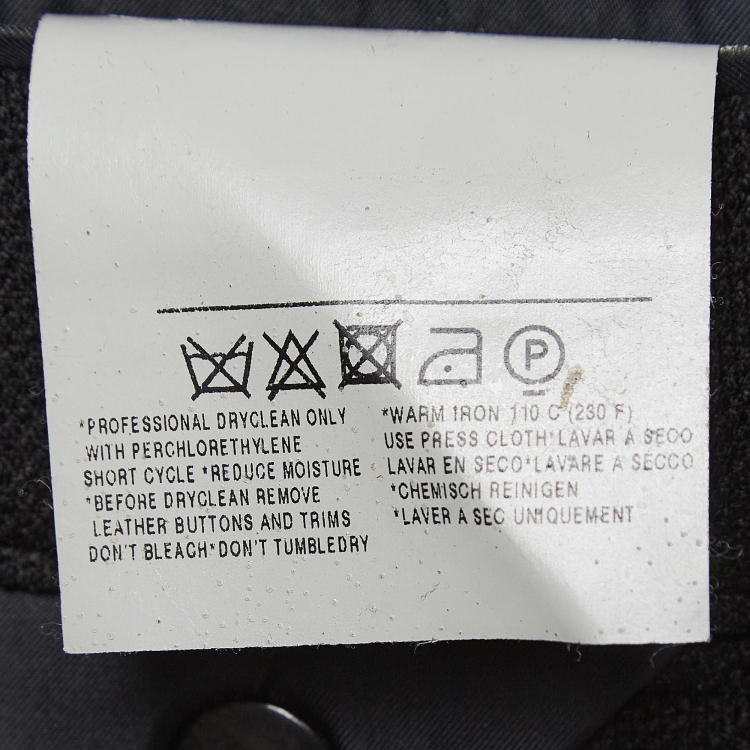 P
*PROFESSIONAL DRYCLEAN ONLY
WITH PERCHLORETHYLENE
SHORT CYCLE *REDUCE MOISTURE
*BEFORE DRYCLEAN REMOVE
LEATHER BUTTONS AND TRIMS
DON'T BLEACH*DON'T TUMBLEDRY
*WARM IRON 110 C (230 F)
USE PRESS CLOTH*LAVAR A SECO
LAVAR EN SECO*LAVARE A SECCO
*CHEMISCH REINIGEN
*LAVER A SEC UNIQUEMENT